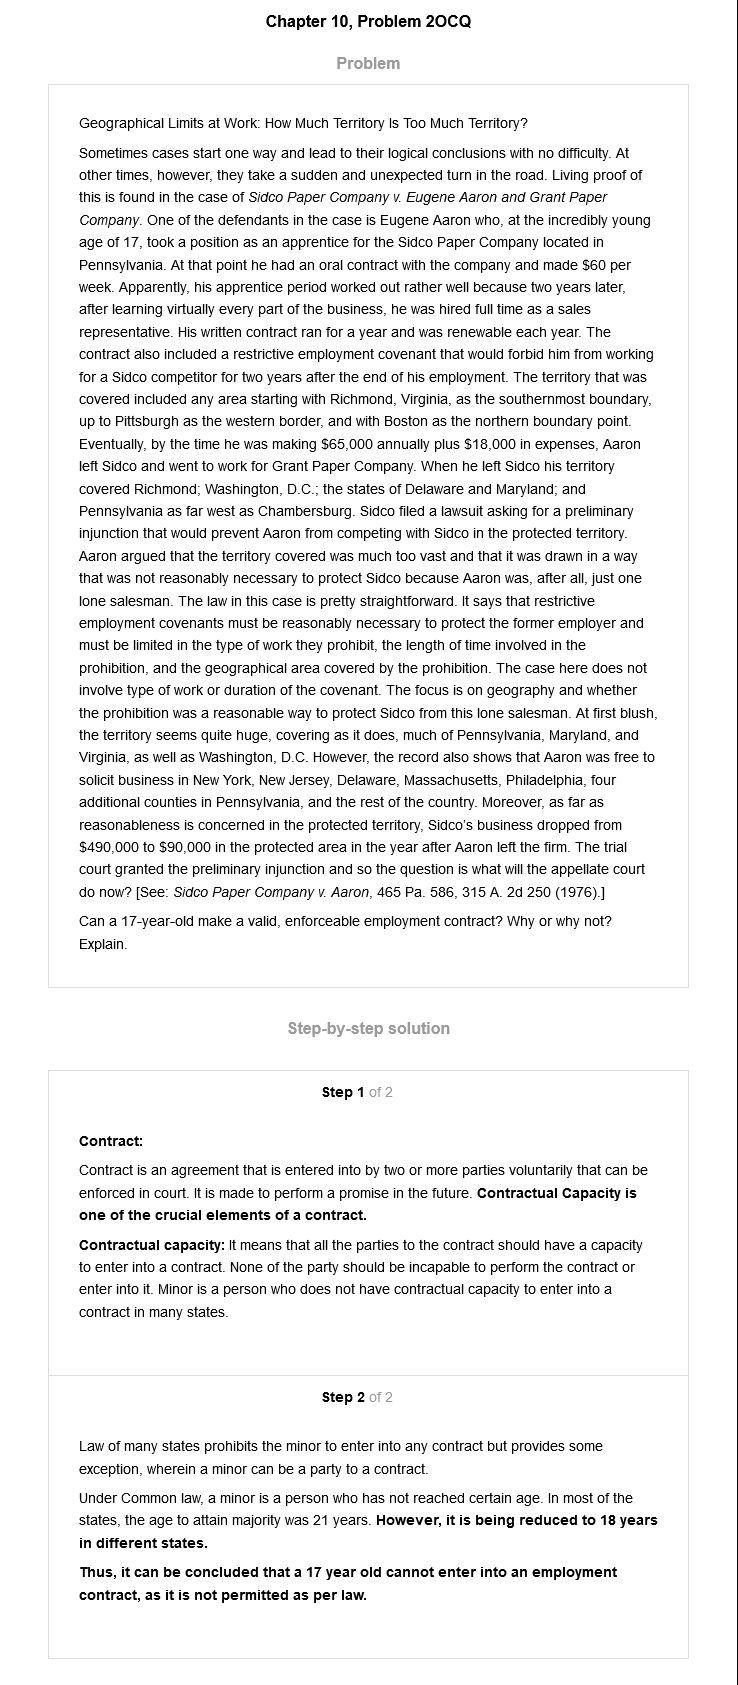 Chapter 10, Problem 2OCQ
Problem
Geographical Limits at Work: How Much Territory Is Too Much Territory?
Sometimes cases start one way and lead to their logical conclusions with no difficulty. At
other times, however, they take a sudden and unexpected turn in the road. Living proof of
this is found in the case of Sidco Paper Company v. Eugene Aaron and Grant Paper
Company. One of the defendants in the case is Eugene Aaron who, at the incredibly young
age of 17, took a position as an apprentice for the Sidco Paper Company located in
Pennsylvania. At that point he had an oral contract with the company and made $60 per
week. Apparently, his apprentice period worked out rather well because two years later,
after learning virtually every part of the business, he was hired full time as a sales
representative. His written contract ran for a year and was renewable each year. The
contract also included a restrictive employment covenant that would forbid him from working
for a Sidco competitor for two years after the end of his employment. The territory that was
covered included any area starting with Richmond, Virginia, as the southernmost boundary,
up to Pittsburgh as the western border, and with Boston as the northern boundary point.
Eventually, by the time he was making $65,000 annually plus $18,000 in expenses, Aaron
left Sidco and went to work for Grant Paper Company. When he left Sidco his territory
covered Richmond; Washington, D.C.; the states of Delaware and Maryland; and
Pennsylvania as far west as Chambersburg. Sidco filed a lawsuit asking for a preliminary
injunction that would prevent Aaron from competing with Sidco in the protected territory.
Aaron argued that the territory covered was much too vast and that it was drawn in a way
that was not reasonably necessary to protect Sidco because Aaron was, after all, just one
lone salesman. The law in this case is pretty straightforward. It says that restrictive
employment covenants must be reasonably necessary to protect the former employer and
must be limited in the type of work they prohibit, the length of time involved in the
prohibition, and the geographical area covered by the prohibition. The case here does not
involve type of work or duration of the covenant. The focus is on geography and whether
the prohibition was a reasonable way to protect Sidco from this lone salesman. At first blush,
the territory seems quite huge, covering as it does, much of Pennsylvania, Maryland, and
Virginia, as well as Washington, D.C. However, the record also shows that Aaron was free to
solicit business in New York, New Jersey, Delaware, Massachusetts, Philadelphia, four
additional counties in Pennsylvania, and the rest of the country. Moreover, as far as
reasonableness is concerned in the protected territory, Sidco's business dropped from
$490,000 to $90,000 in the protected area in the year after Aaron left the firm. The trial
court granted the preliminary injunction and so the question is what will the appellate court
do now? [See: Sidco Paper Company v. Aaron, 465 Pa. 586, 315 A. 2d 250 (1976).]
Can a 17-year-old make a valid, enforceable employment contract? Why or why not?
Explain.
Step-by-step solution
Step 1 of 2
Contract:
Contract is an agreement that is entered into by two or more parties voluntarily that can be
enforced in court. It is made to perform a promise in the future. Contractual Capacity is
one of the crucial elements of a contract.
Contractual capacity: It means that all the parties to the contract should have a capacity
to enter into a contract. None of the party should be incapable to perform the contract or
enter into it. Minor is a person who does not have contractual capacity to enter into a
contract in many states.
Step 2 of 2
Law of many states prohibits the minor to enter into any contract but provides some
exception, wherein a minor can be a party to a contract.
Under Common law, a minor is a person who has not reached certain age. In most of the
states, the age to attain majority was 21 years. However, it is being reduced to 18 years
in different states.
Thus, it can be concluded that a 17 year old cannot enter into an employment
contract, as it is not permitted as per law.